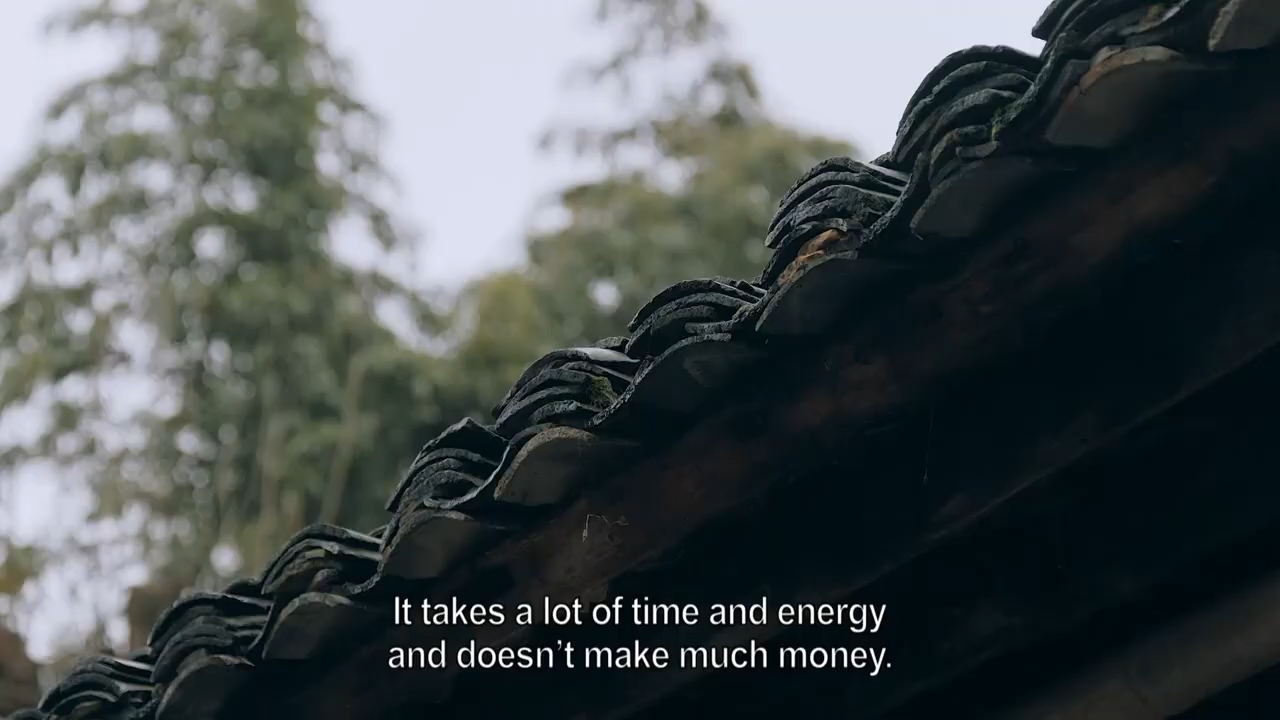 It takes a lot of time and energy
and doesn’t make much money.